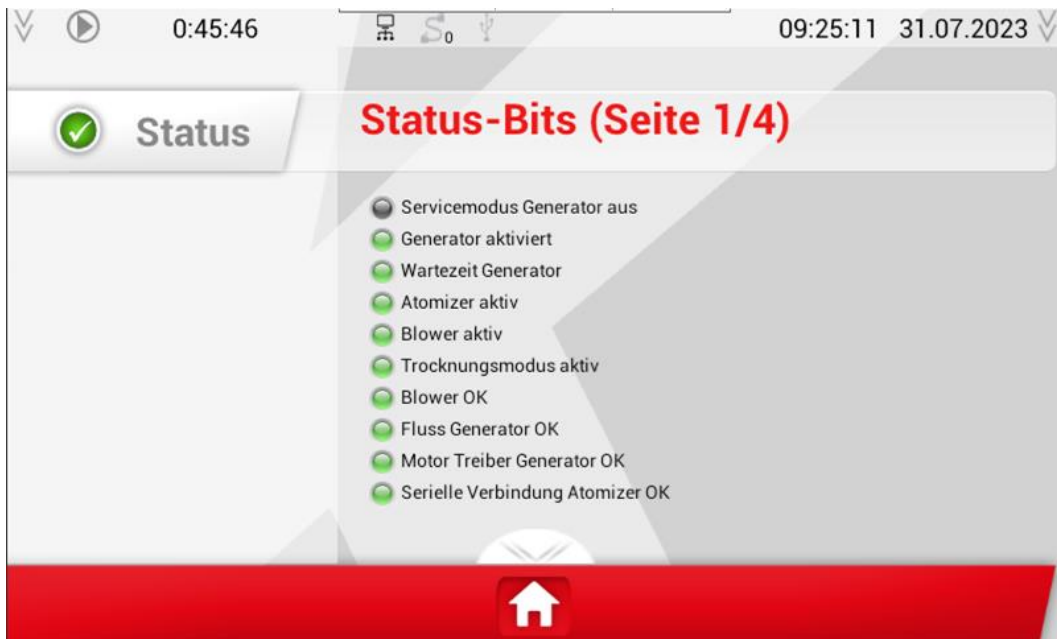 0:45:46
0
09:25:11 31.07.2023
Status
Status-Bits (Seite 1/4)
Servicemodus Generator aus
Generator aktiviert
Wartezeit Generator
Atomizer aktiv
Blower aktiv
Trocknungsmodus aktiv
Blower OK
Fluss Generator OK
Motor Treiber Generator OK
Serielle Verbindung Atomizer OK